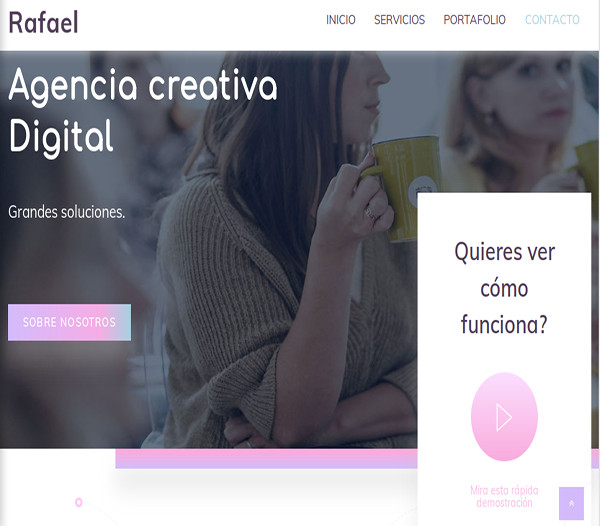 Rafael
INICIO SERVICIOS PORTAFOLIO CONTACTO
Agencia creativa
Digital
Grandes soluciones.
SOBRE NOSOTROS
Quieres ver
cómo
funciona?
Mira esta rápida
demostración